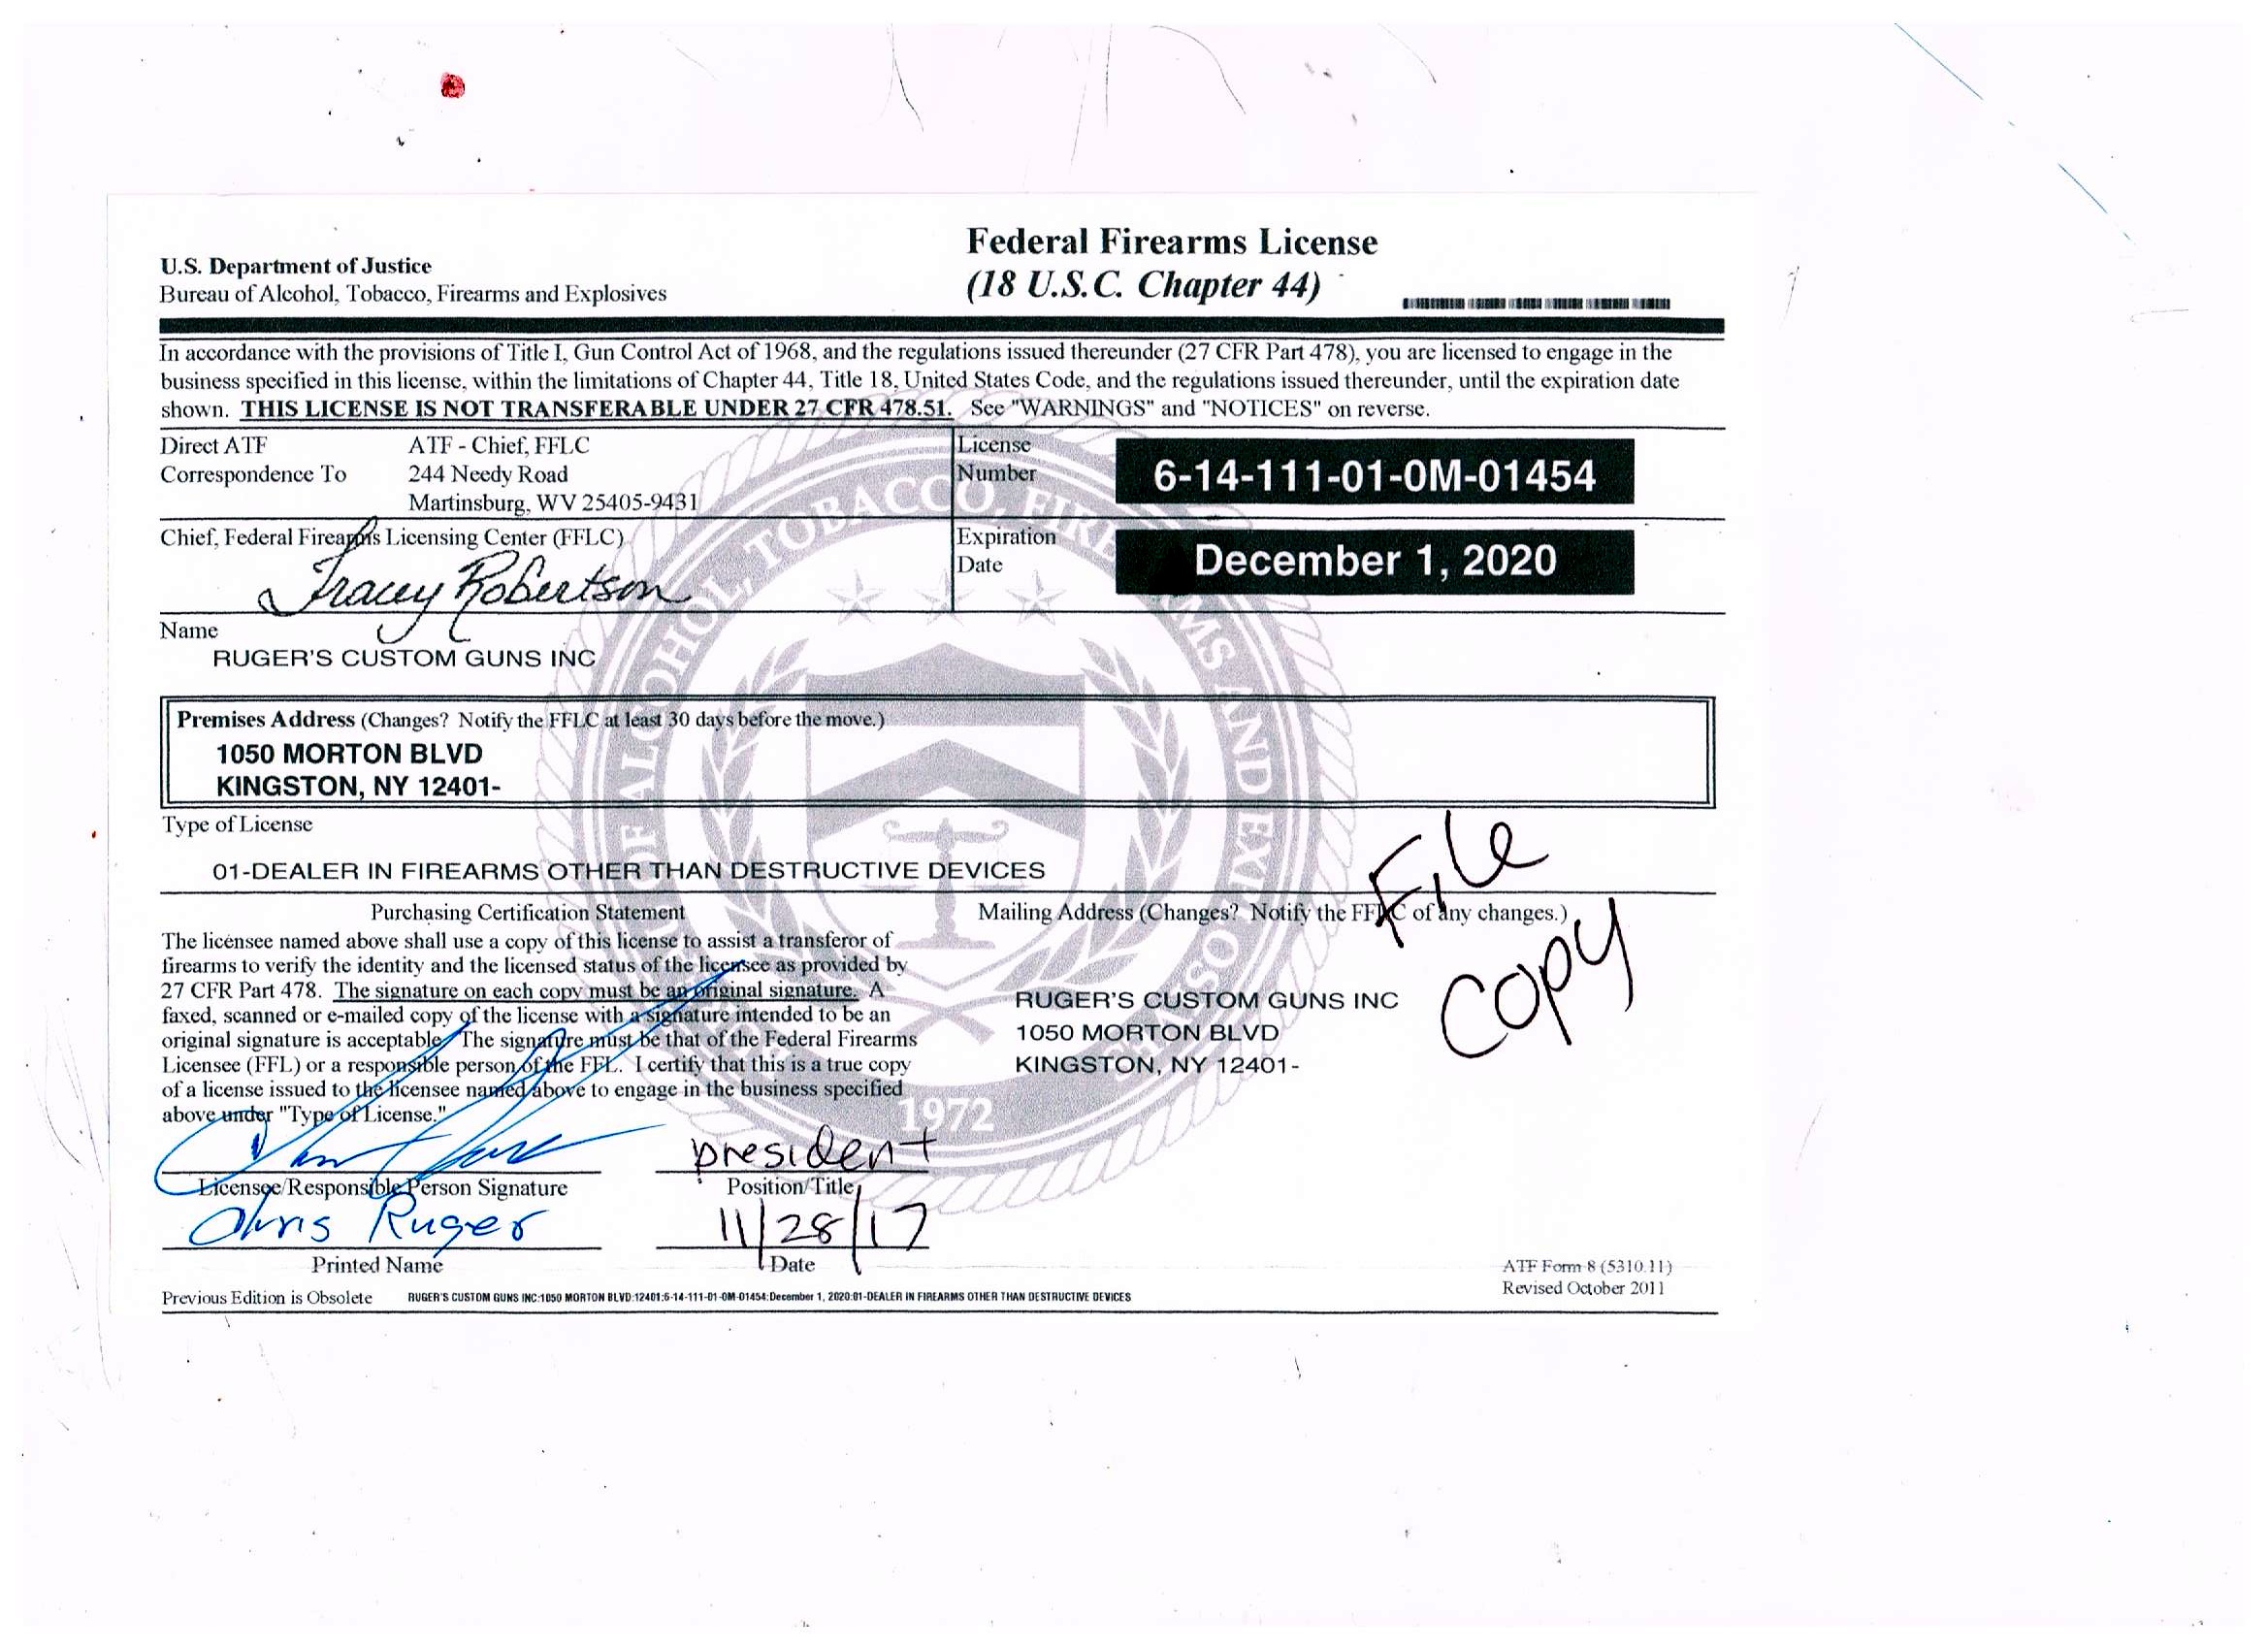 U.S. Department of Justice
Bureau of Alcohol, Tobacco, Firearms and Explosives
Federal Firearms License
(18 U.S.C. Chapter 44)
In accordance with the provisions of Title I, Gun Control Act of 1968, and the regulations issued thereunder (27 CFR Part 478), you are licensed to engage in the
business specified in this license, within the limitations of Chapter 44, Title 18, United States Code, and the regulations issued thereunder, until the expiration date
shown. THIS LICENSE IS NOT TRANSFERABLE UNDER 27 CFR 478.51. See "WARNINGS" and "NOTICES" on reverse.
Direct ATF
Correspondence To
ATF - Chief, FFLC
244 Needy Road
Martinsburg, WV 25405-9431
License
Number
6-14-111-01-0M-01454
Chief, Federal Firearms Licensing Center (FFLC)
Tracey Robertson
Expiration
Date
December 1, 2020
Name
RUGER'S CUSTOM GUNS INC
Premises Address (Changes? Notify the FFLC at least 30 days before the move.)
1050 MORTON BLVD
KINGSTON, NY 12401-
Type of License
01-DEALER IN FIREARMS OTHER THAN DESTRUCTIVE DEVICES
File
Copy
Purchasing Certification Statement
The licensee named above shall use a copy of this license to assist a transferor of
firearms to verify the identity and the licensed status of the licensee as provided by
27 CFR Part 478. The signature on each copy must be an original signature. A
faxed, scanned or e-mailed copy of the license with a signature intended to be an
original signature is acceptable. The signature must be that of the Federal Firearms
Licensee (FFL) or a responsible person of the FFL. I certify that this is a true copy
of a license issued to the licensee named above to engage in the business specified
above under "Type of License."
Mailing Address (Changes? Notify the FFLC of any changes.)
RUGER'S CUSTOM GUNS INC
1050 MORTON BLVD
KINGSTON, NY 12401-
1972
president
Licensee/Responsible Person Signature
Position/Title
Chris Ruger
11/28/17
Printed Name
Date
ATF Form 8 (5310.11)
Revised October 2011
Previous Edition is Obsolete
RUGER'S CUSTOM GUNS INC:1050 MORTON BLVD:12401:6-14-111-01-0M-01454:December 1, 2020:01-DEALER IN FIREARMS OTHER THAN DESTRUCTIVE DEVICES